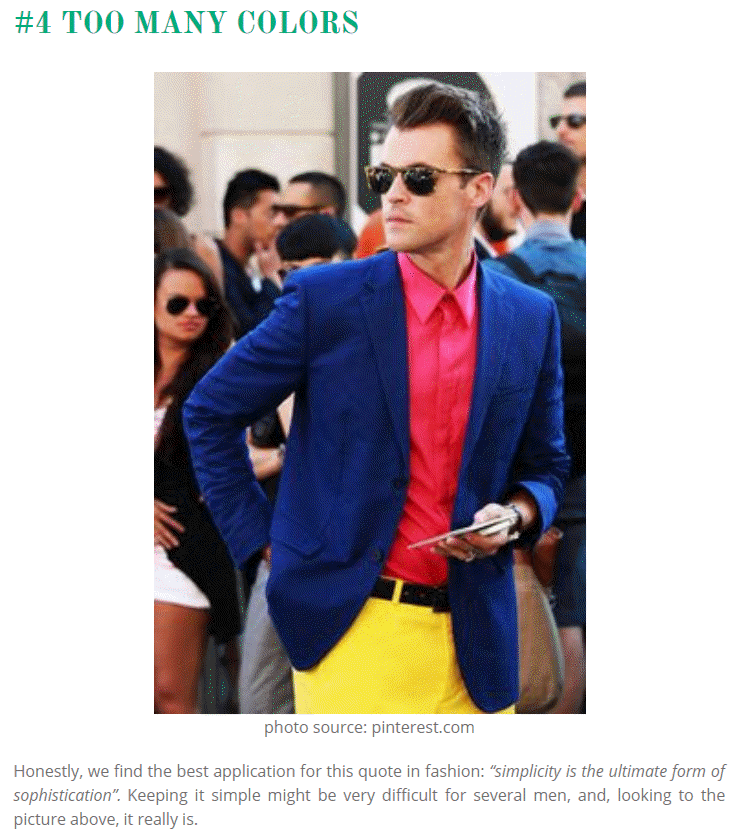 #4 TOO MANY COLORS
photo source: pinterest.com
Honestly, we find the best application for this quote in fashion: “simplicity is the ultimate form of
sophistication”. Keeping it simple might be very difficult for several men, and, looking to the
picture above, it really is.